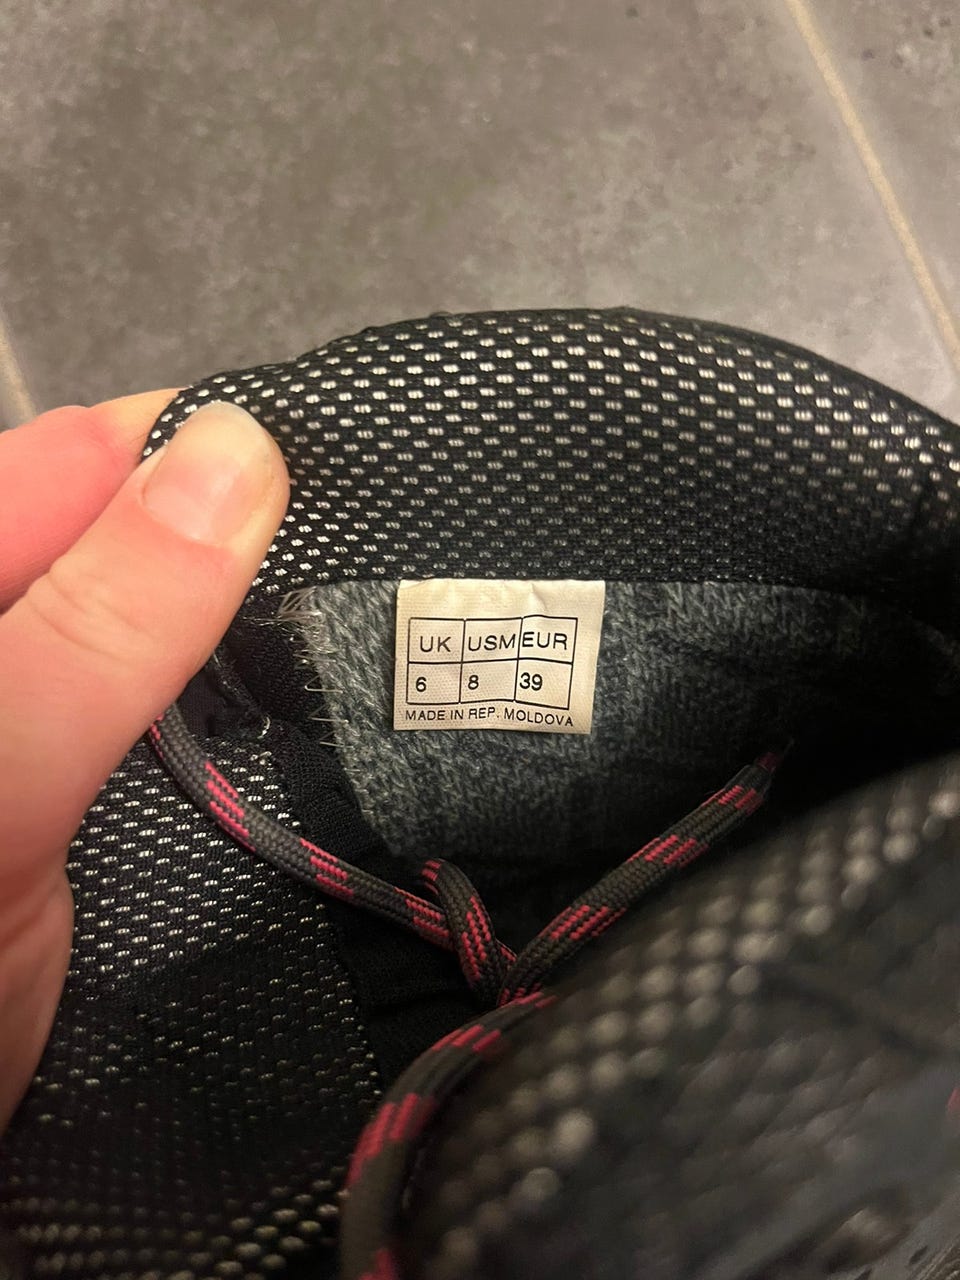 UK USM EUR
6 8 39
MADE IN REP. MOLDOVA